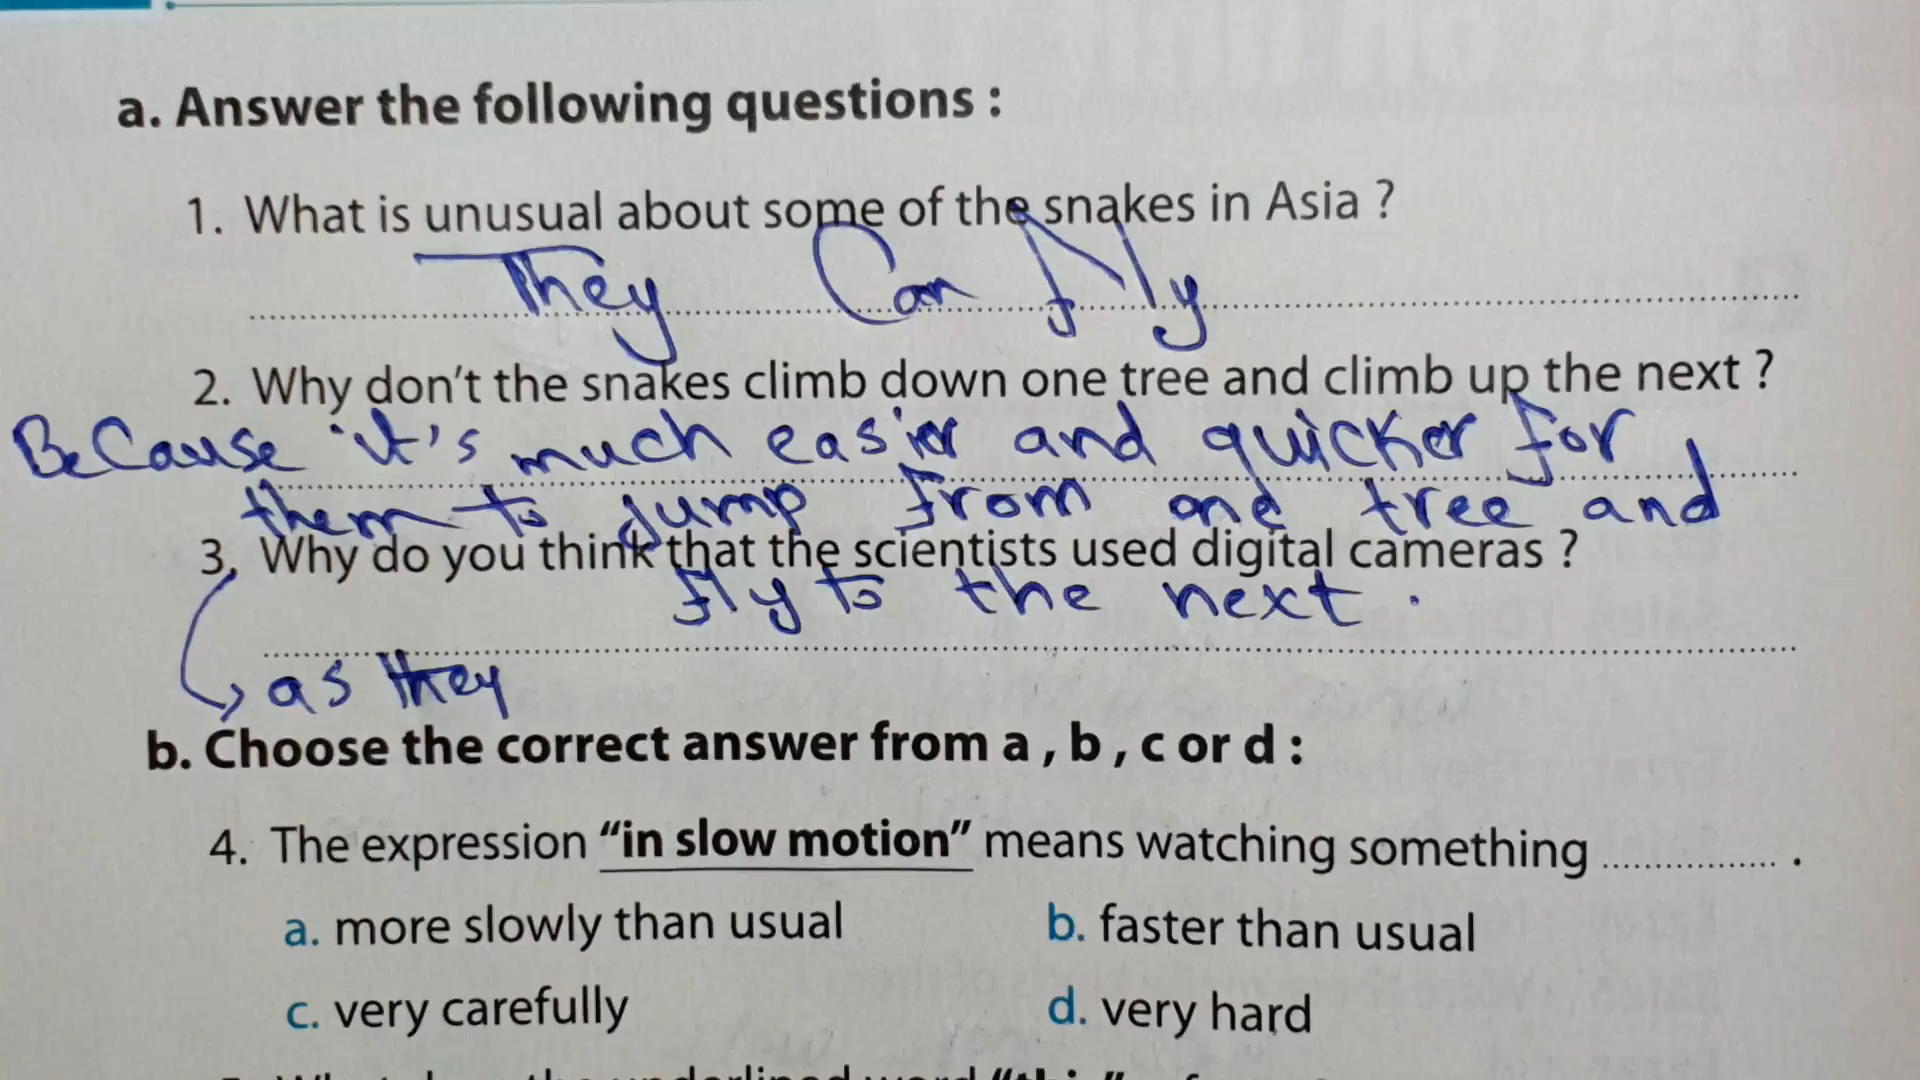 a. Answer the following questions :
1. What is unusual about some of the snakes in Asia ?
They Can fly
2. Why don't the snakes climb down one tree and climb up the next ?
Because it's much easier and quicker for
them to jump from one tree and
3. Why do you think that the scientists used digital cameras ?
fly to the next.
as they
b. Choose the correct answer from a , b , c or d :
4. The expression “in slow motion” means watching something ............... .
a. more slowly than usual
b. faster than usual
c. very carefully
d. very hard